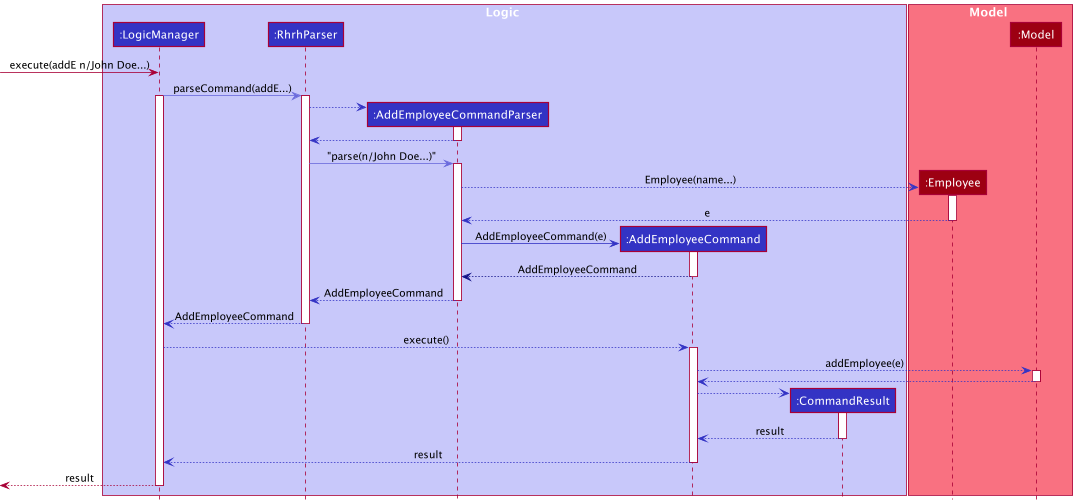 Logic
Model
:LogicManager
:RhrhParser
:Model
execute(addE n/John Doe...)
parseCommand(addE...)
:AddEmployeeCommandParser
"parse(n/John Doe...)"
Employee(name...)
:Employee
e
AddEmployeeCommand(e)
:AddEmployeeCommand
AddEmployeeCommand
AddEmployeeCommand
AddEmployeeCommand
execute()
addEmployee(e)
:CommandResult
result
result
result